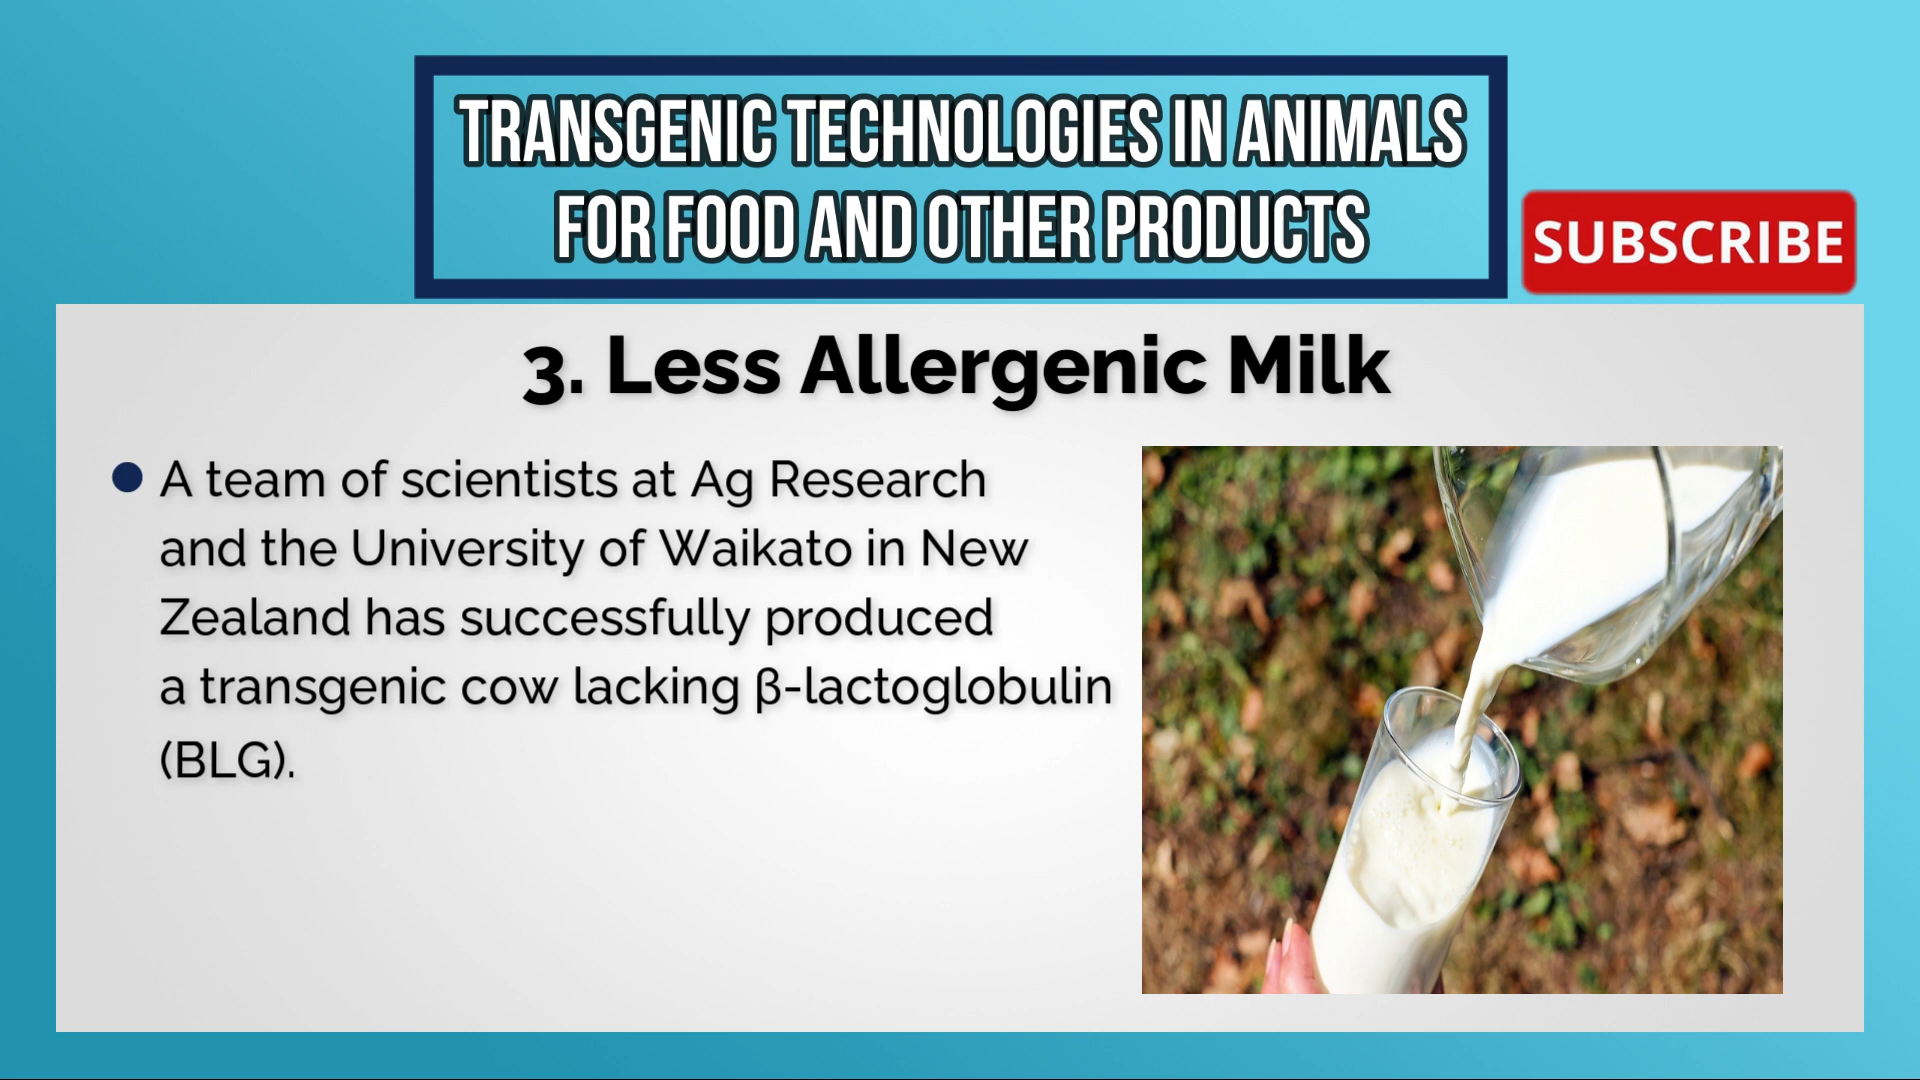 TRANSGENIC TECHNOLOGIES IN ANIMALS
FOR FOOD AND OTHER PRODUCTS
SUBSCRIBE
3. Less Allergenic Milk
A team of scientists at Ag Research
and the University of Waikato in New
Zealand has successfully produced
a transgenic cow lacking β-lactoglobulin
(BLG).